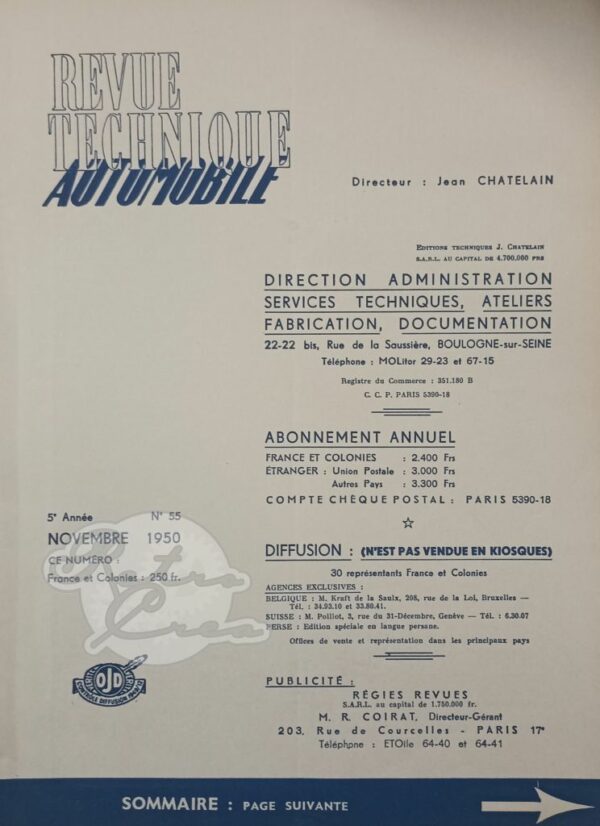 REVUE
TECHNIQUE
AUTOMOBILE
Directeur : Jean CHATELAIN
EDITIONS TECHNIQUES J. CHATELAIN
S.A.R.L. AU CAPITAL DE 4.700.000 FRS
DIRECTION ADMINISTRATION
SERVICES TECHNIQUES, ATELIERS
FABRICATION, DOCUMENTATION
22-22 bis, Rue de la Saussière, BOULOGNE-sur-SEINE
Téléphone : MOLitor 29-23 et 67-15
Registre du Commerce : 351.180 B
C. C. P. PARIS 5390-18
ABONNEMENT ANNUEL
FRANCE ET COLONIES : 2.400 Frs
ÉTRANGER : Union Postale : 3.000 Frs
Autres Pays : 3.300 Frs
COMPTE CHÈQUE POSTAL : PARIS 5390-18
5e Année N° 55
NOVEMBRE 1950
CE NUMÉRO :
France et Colonies : 250 fr.
Retro
Crea
DIFFUSION : (N'EST PAS VENDUE EN KIOSQUES)
30 représentants France et Colonies
AGENCES EXCLUSIVES :
BELGIQUE : M. Kraft de la Saulx, 208, rue de la Loi, Bruxelles —
Tél. : 34.93.10 et 33.80.41.
SUISSE : M. Poillot, 3, rue du 31-Décembre, Genève — Tél. : 6.30.07
PERSE : Edition spéciale en langue persane.
Offices de vente et représentation dans les principaux pays
OJD
CONTRÔLE DIFFUSION
PUBLICITÉ :
RÉGIES REVUES
S.A.R.L. au capital de 1.750.000 fr.
M. R. COIRAT, Directeur-Gérant
203, Rue de Courcelles - PARIS 17e
Téléphone : ETOile 64-40 et 64-41
SOMMAIRE : PAGE SUIVANTE